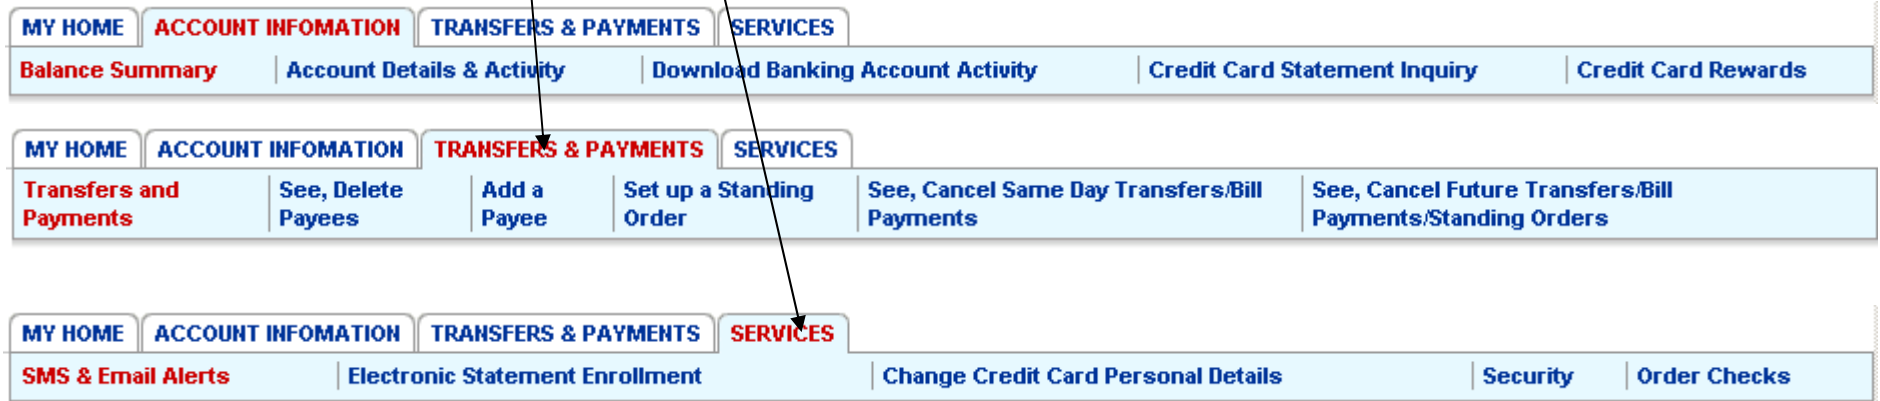 MY HOME ACCOUNT INFOMATION TRANSFERS & PAYMENTS SERVICES
Balance Summary Account Details & Activity Download Banking Account Activity Credit Card Statement Inquiry Credit Card Rewards
MY HOME ACCOUNT INFOMATION TRANSFERS & PAYMENTS SERVICES
Transfers and See, Delete Add a Set up a Standing See, Cancel Same Day Transfers/Bill See, Cancel Future Transfers/Bill
Payments Payees Payee Order Payments Payments/Standing Orders
MY HOME ACCOUNT INFOMATION TRANSFERS & PAYMENTS SERVICES
SMS & Email Alerts Electronic Statement Enrollment Change Credit Card Personal Details Security Order Checks